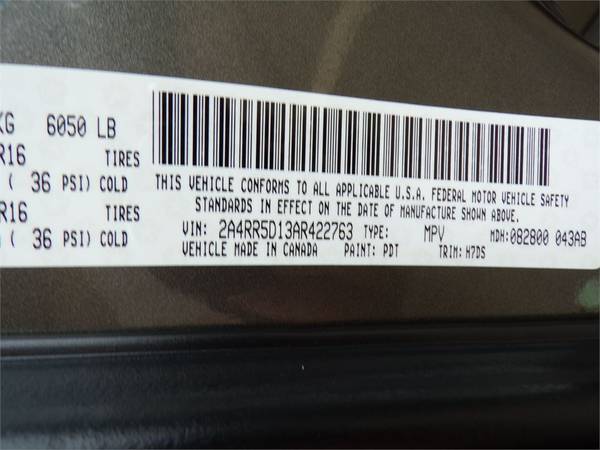 KG 6050 LB
R16 TIRES
( 36 PSI) COLD
R16 TIRES
( 36 PSI) COLD
THIS VEHICLE CONFORMS TO ALL APPLICABLE U.S.A. FEDERAL MOTOR VEHICLE SAFETY
STANDARDS IN EFFECT ON THE DATE OF MANUFACTURE SHOWN ABOVE.
VIN: 2A4RR5D13AR422763 TYPE: MPV MDH: 082800 043AB
VEHICLE MADE IN CANADA PAINT: PDT TRIM: H7DS